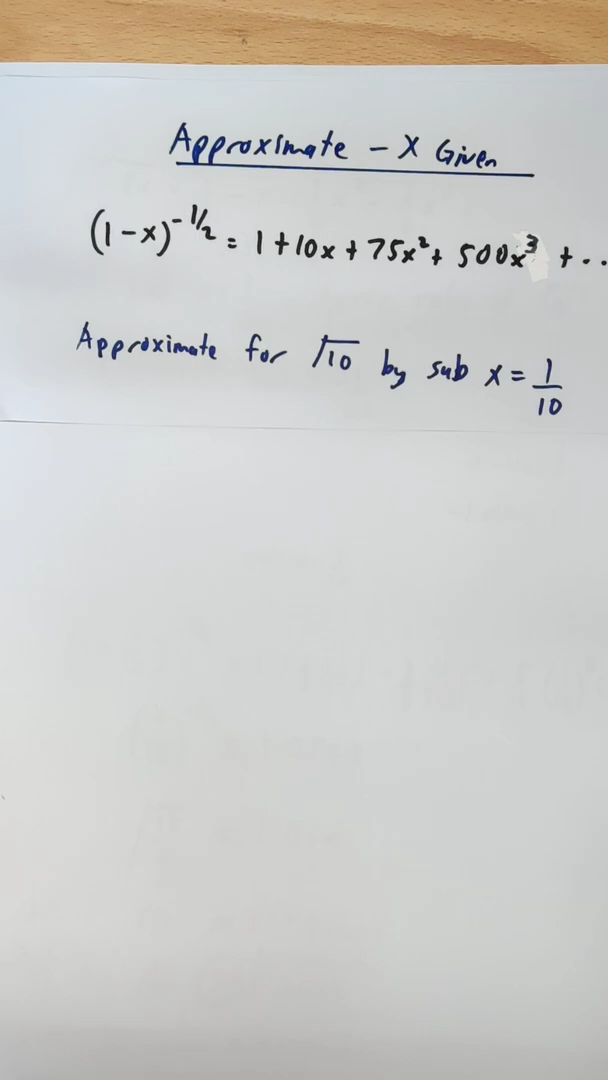 Approximate - X Given
(1-x)^-1/2 = 1 + 10x + 75x² + 500x³ + ..
Approximate for √10 by sub x = 1/10